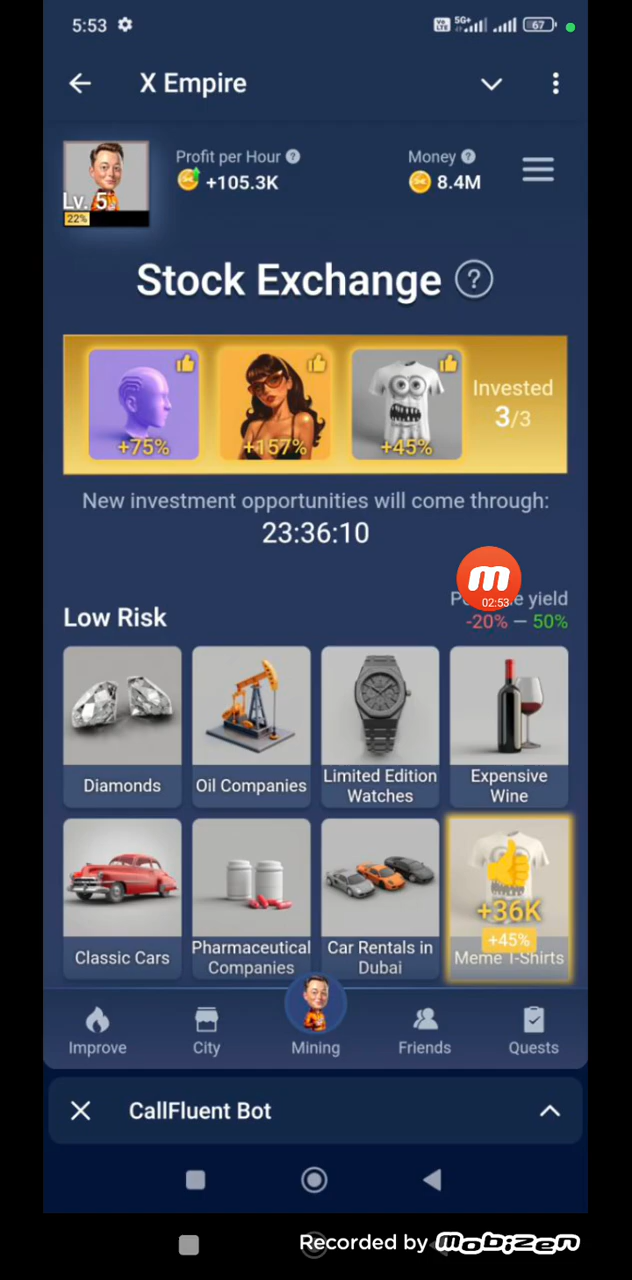 5:53
5G+
67
X Empire
Profit per Hour ?
Money ?
+105.3K
8.4M
Lv. 5
22%
Stock Exchange ?
+75%
+157%
+45%
Invested
3/3
New investment opportunities will come through:
23:36:10
02:53
yield
Low Risk
-20% — 50%
Diamonds
Oil Companies
Limited Edition
Watches
Expensive
Wine
+36K
+45%
Classic Cars
Pharmaceutical
Companies
Car Rentals in
Dubai
Meme T-Shirts
Improve
City
Mining
Friends
Quests
CallFluent Bot
Recorded by Mobizen